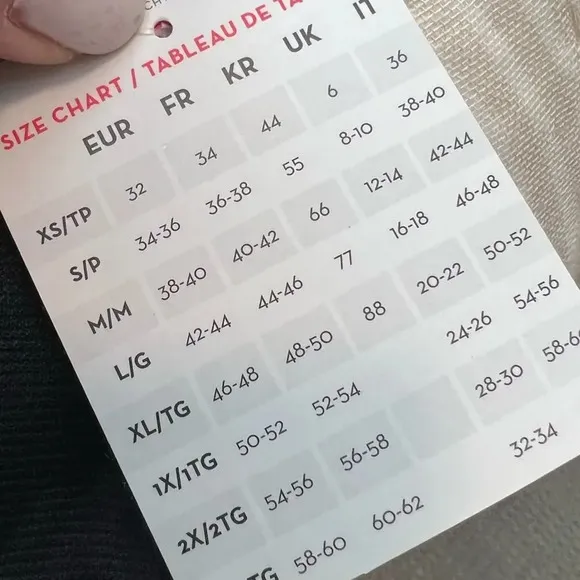 SIZE CHART / TABLEAU DE TA
EUR FR KR UK IT
XS/TP 32 34 44 6 36
S/P 34-36 36-38 55 8-10 38-40
M/M 38-40 40-42 66 12-14 42-44
L/G 42-44 44-46 77 16-18 46-48
XL/TG 46-48 48-50 88 20-22 50-52
1X/1TG 50-52 52-54 24-26 54-56
2X/2TG 54-56 56-58 28-30 58-6
TG 58-60 60-62 32-34